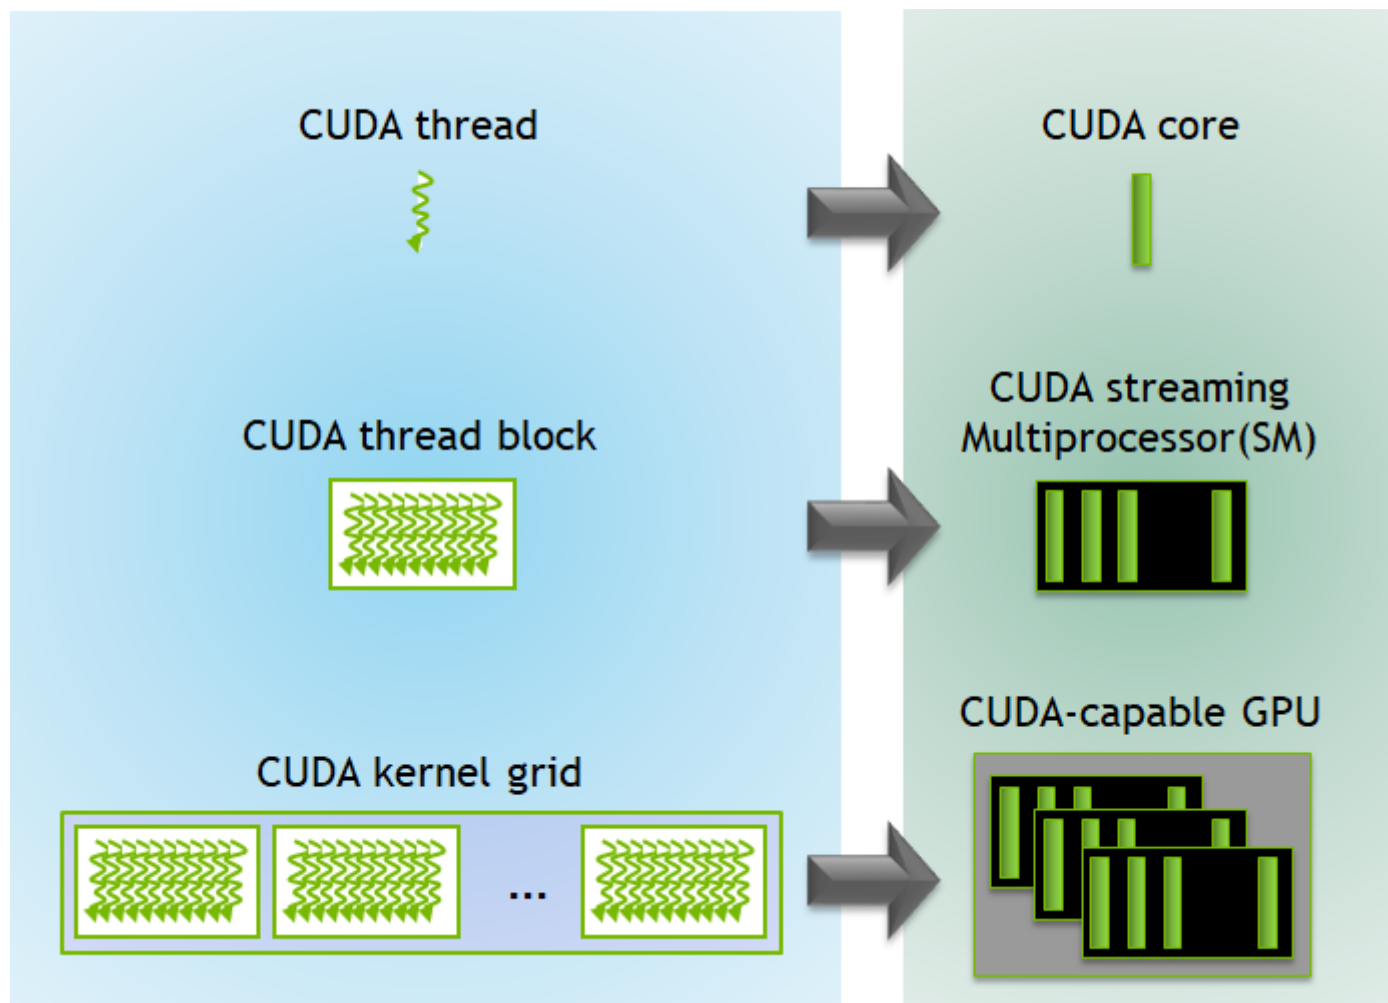 CUDA thread
CUDA core
CUDA thread block
CUDA streaming
Multiprocessor(SM)
CUDA kernel grid
...
CUDA-capable GPU